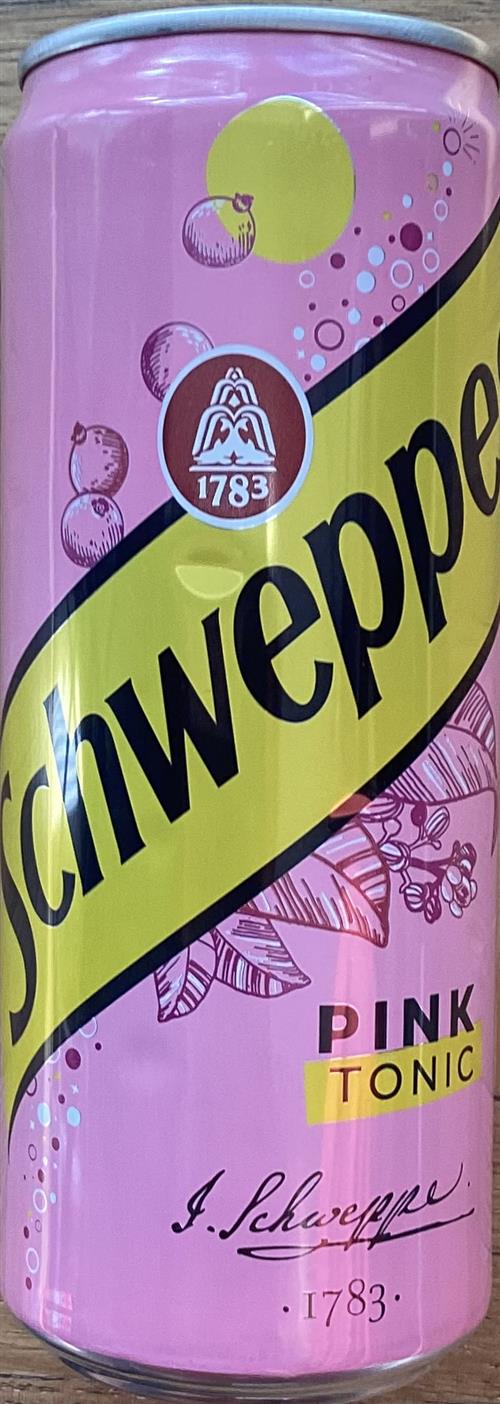 1783
Schweppes
PINK
TONIC
J. Schweppe.
·1783·